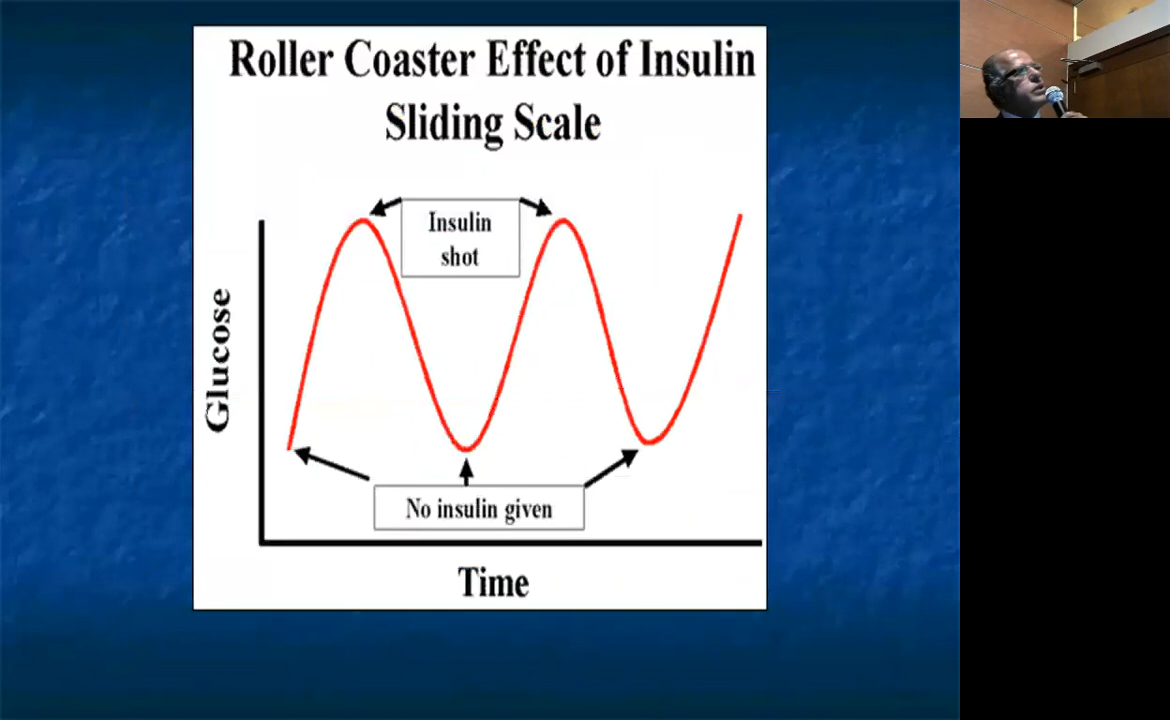 Roller Coaster Effect of Insulin
Sliding Scale
Insulin
shot
Glucose
No insulin given
Time